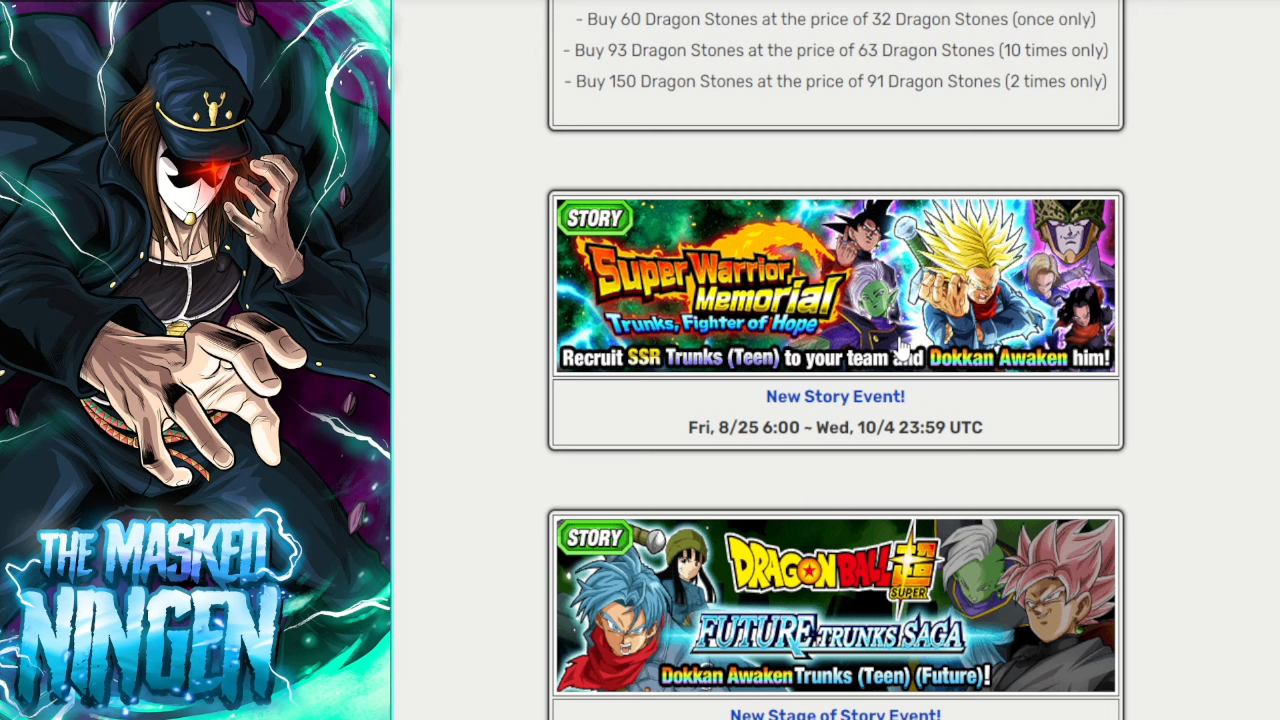 - Buy 60 Dragon Stones at the price of 32 Dragon Stones (once only)
- Buy 93 Dragon Stones at the price of 63 Dragon Stones (10 times only)
- Buy 150 Dragon Stones at the price of 91 Dragon Stones (2 times only)
STORY
Super Warrior
Memorial
Trunks, Fighter of Hope
Recruit SSR Trunks (Teen) to your team and Dokkan Awaken him!
New Story Event!
Fri, 8/25 6:00 ~ Wed, 10/4 23:59 UTC
STORY
DRAGON BALL 超
SUPER
FUTURE TRUNKS SAGA
Dokkan Awaken Trunks (Teen) (Future)!
New Stage of Story Event!
THE MASKED
NINGEN